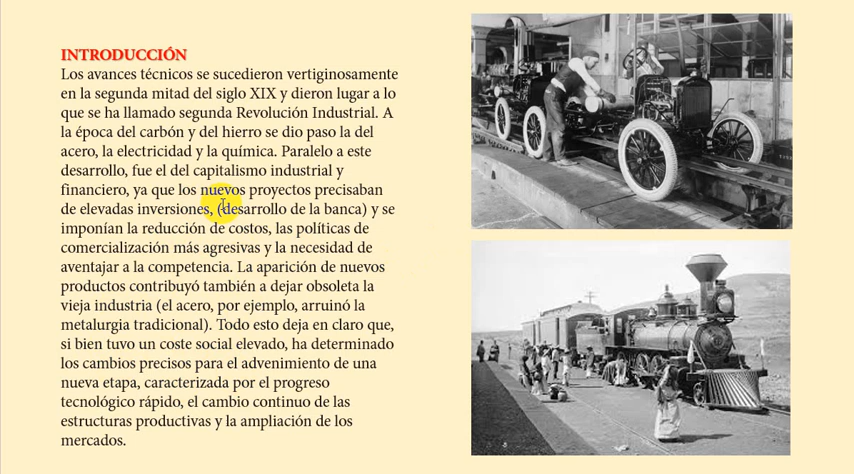 INTRODUCCIÓN
Los avances técnicos se sucedieron vertiginosamente
en la segunda mitad del siglo XIX y dieron lugar a lo
que se ha llamado segunda Revolución Industrial. A
la época del carbón y del hierro se dio paso la del
acero, la electricidad y la química. Paralelo a este
desarrollo, fue el del capitalismo industrial y
financiero, ya que los nuevos proyectos precisaban
de elevadas inversiones, (desarrollo de la banca) y se
imponían la reducción de costos, las políticas de
comercialización más agresivas y la necesidad de
aventajar a la competencia. La aparición de nuevos
productos contribuyó también a dejar obsoleta la
vieja industria (el acero, por ejemplo, arruinó la
metalurgia tradicional). Todo esto deja en claro que,
si bien tuvo un coste social elevado, ha determinado
los cambios precisos para el advenimiento de una
nueva etapa, caracterizada por el progreso
tecnológico rápido, el cambio continuo de las
estructuras productivas y la ampliación de los
mercados.